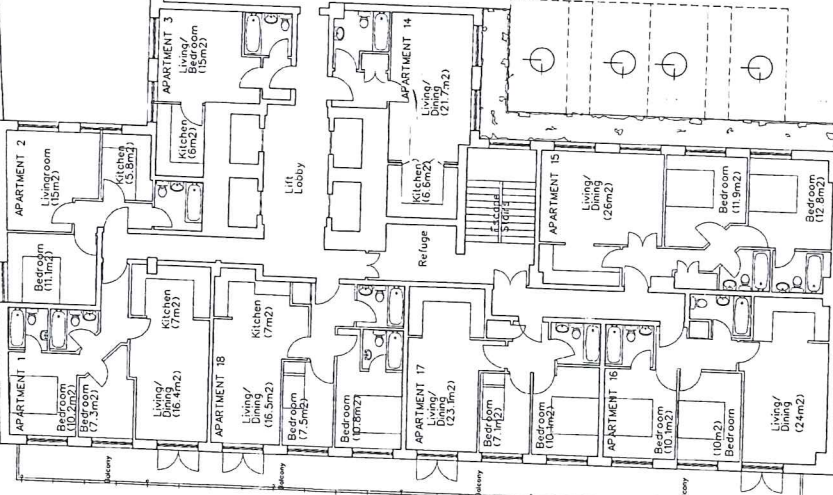 APARTMENT 3
Living/
Bedroom
(15m2)
Kitchen
(6m2)
APARTMENT 14
Living/
Dining
(21.7m2)
Kitchen
(6.6m2)
APARTMENT 2
Livingroom
(15m2)
Kitchen
(5.8m2)
Bedroom
(11.1m2)
Lift
Lobby
Refuge
Escape
Stairs
APARTMENT 15
Living/
Dining
(26m2)
Bedroom
(11.9m2)
Bedroom
(12.8m2)
APARTMENT 1
Bedroom
(10.2m2)
Bedroom
(7.3m2)
Living/
Dining
(16.4m2)
Kitchen
(7m2)
APARTMENT 18
Living/
Dining
(16.5m2)
Kitchen
(7m2)
Bedroom
(7.5m2)
Bedroom
(10.8m2)
APARTMENT 17
Living/
Dining
(23.1m2)
Bedroom
(7.1m2)
Bedroom
(10.1m2)
APARTMENT 16
Bedroom
(10.1m2)
(10m2)
Bedroom
Living/
Dining
(24m2)
Balcony
Balcony
Balcony
alcony